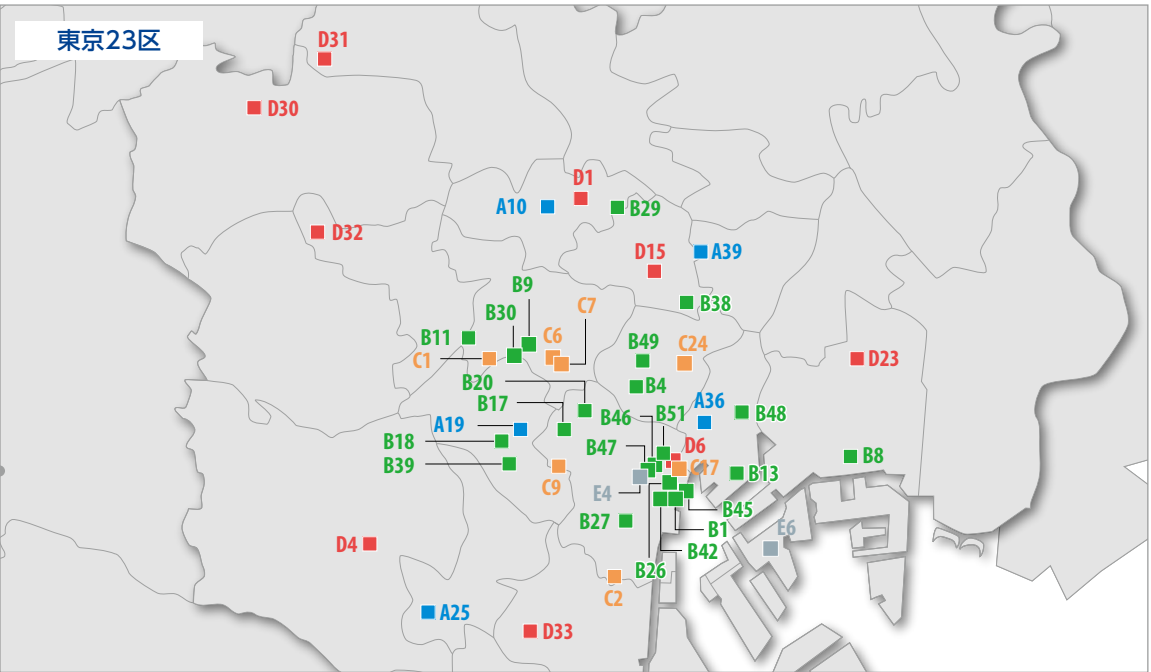 東京23区
D31
D30
D1
A10
B29
D32
D15
A39
B9
B30
C7
B38
B11
C6
C1
B49
C24
D23
B20
B4
B17
A36
B46
B51
B48
A19
B18
B47
D6
B39
C17
B8
C9
B13
E4
B45
B27
B1
E6
D4
B42
B26
C2
A25
D33